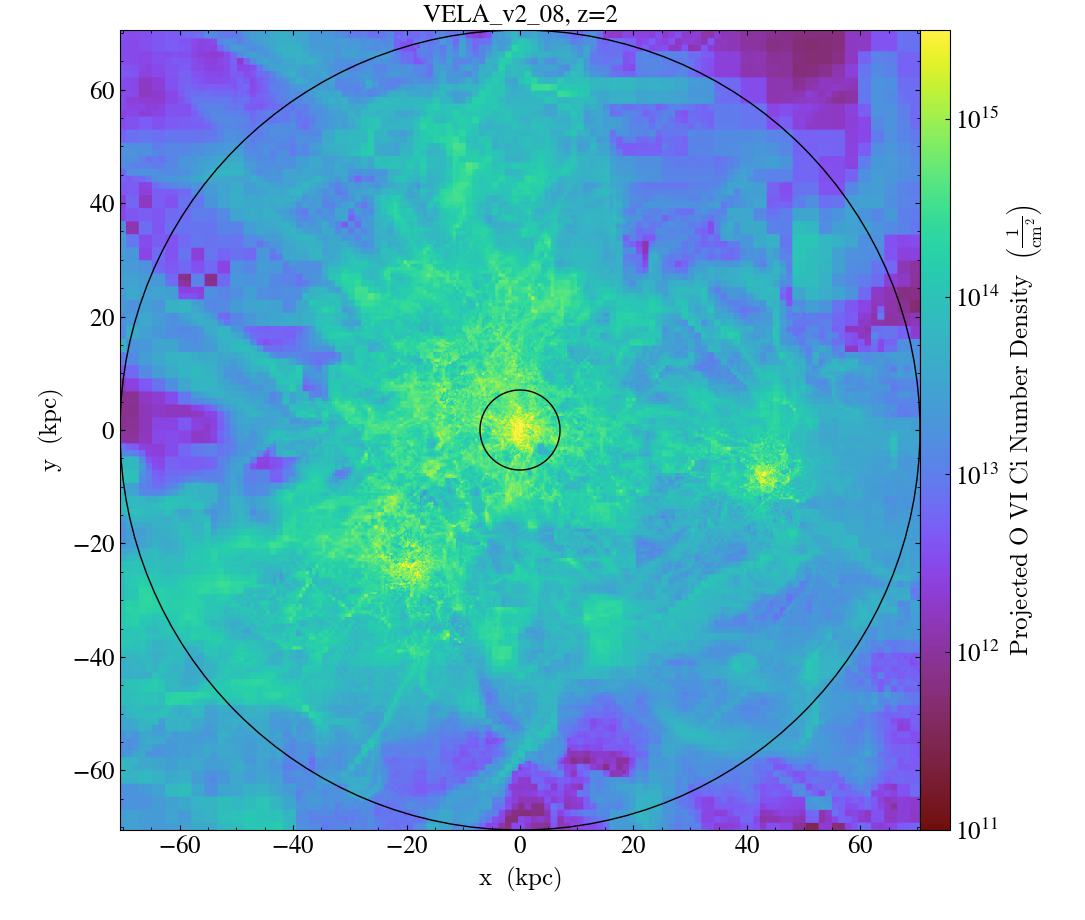 VELA_v2_08, z=2
60
40
20
0
−20
−40
−60
y (kpc)
−60 −40 −20 0 20 40 60
x (kpc)
10^15
10^14
10^13
10^12
10^11
Projected O VI Ci Number Density (1/cm^2)